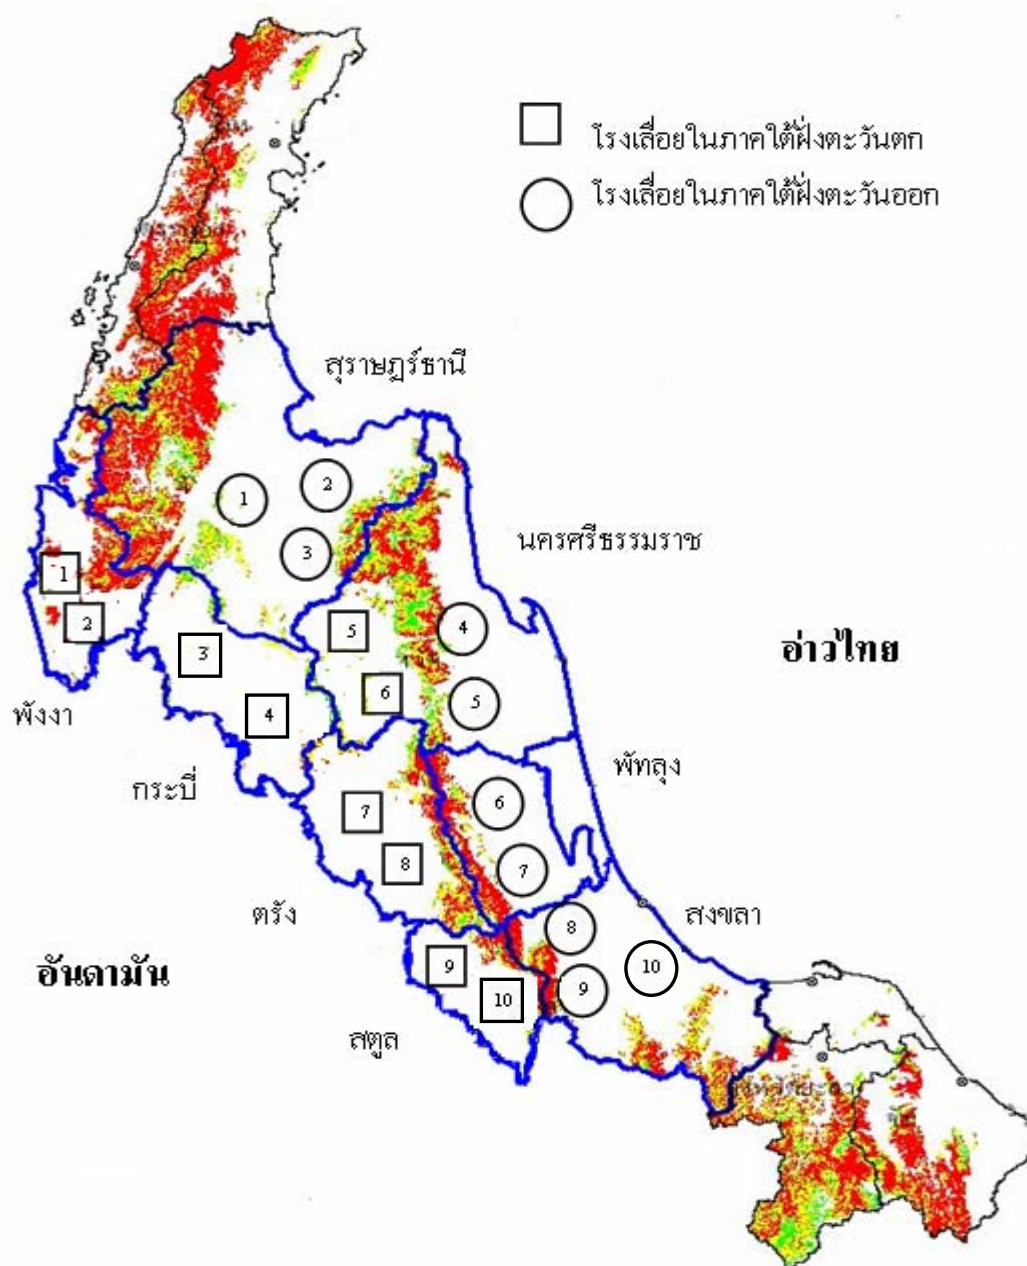 โรงเลื่อยในภาคใต้ฝั่งตะวันตก
โรงเลื่อยในภาคใต้ฝั่งตะวันออก
สุราษฎร์ธานี
1
2
3
นครศรีธรรมราช
1
2
3
4
5
6
4
5
อ่าวไทย
พังงา
กระบี่
พัทลุง
7
8
6
7
ตรัง
สงขลา
อันดามัน
9
10
8
9
10
สตูล